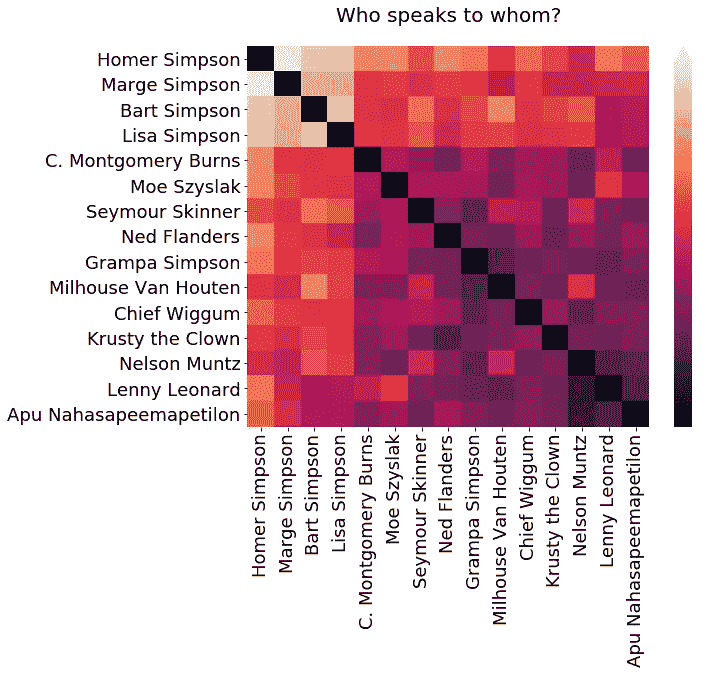 Who speaks to whom?
Homer Simpson
Marge Simpson
Bart Simpson
Lisa Simpson
C. Montgomery Burns
Moe Szyslak
Seymour Skinner
Ned Flanders
Grampa Simpson
Milhouse Van Houten
Chief Wiggum
Krusty the Clown
Nelson Muntz
Lenny Leonard
Apu Nahasapeemapetilon
Homer Simpson
Marge Simpson
Bart Simpson
Lisa Simpson
C. Montgomery Burns
Moe Szyslak
Seymour Skinner
Ned Flanders
Grampa Simpson
Milhouse Van Houten
Chief Wiggum
Krusty the Clown
Nelson Muntz
Lenny Leonard
Apu Nahasapeemapetilon